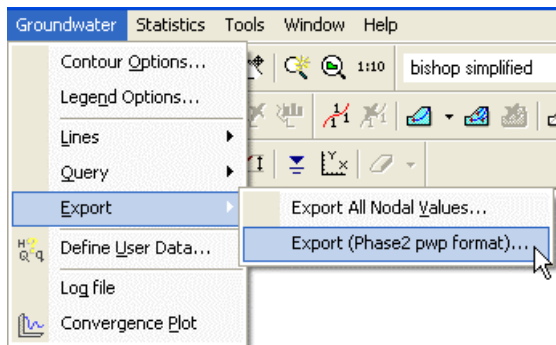 Groundwater Statistics Tools Window Help
Contour Options...
1:10 bishop simplified
Legend Options...
Lines
Query
Export
Export All Nodal Values...
Export (Phase2 pwp format)...
Define User Data...
Log file
Convergence Plot